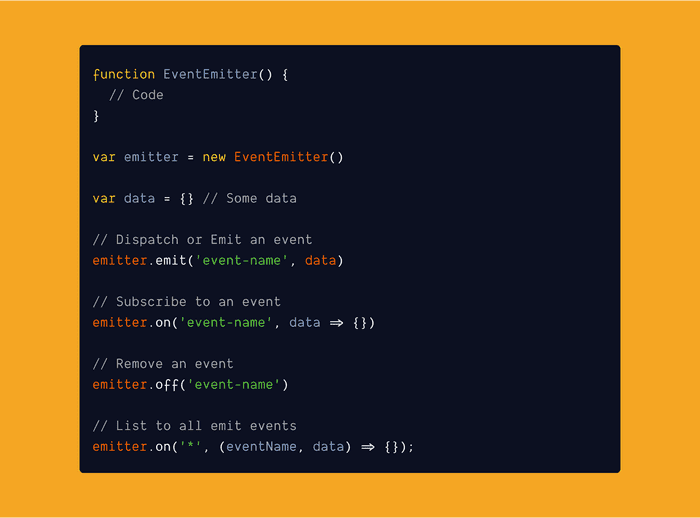 function EventEmitter() {
// Code
}
var emitter = new EventEmitter()
var data = {} // Some data
// Dispatch or Emit an event
emitter.emit('event-name', data)
// Subscribe to an event
emitter.on('event-name', data => {})
// Remove an event
emitter.off('event-name')
// List to all emit events
emitter.on('*', (eventName, data) => {});